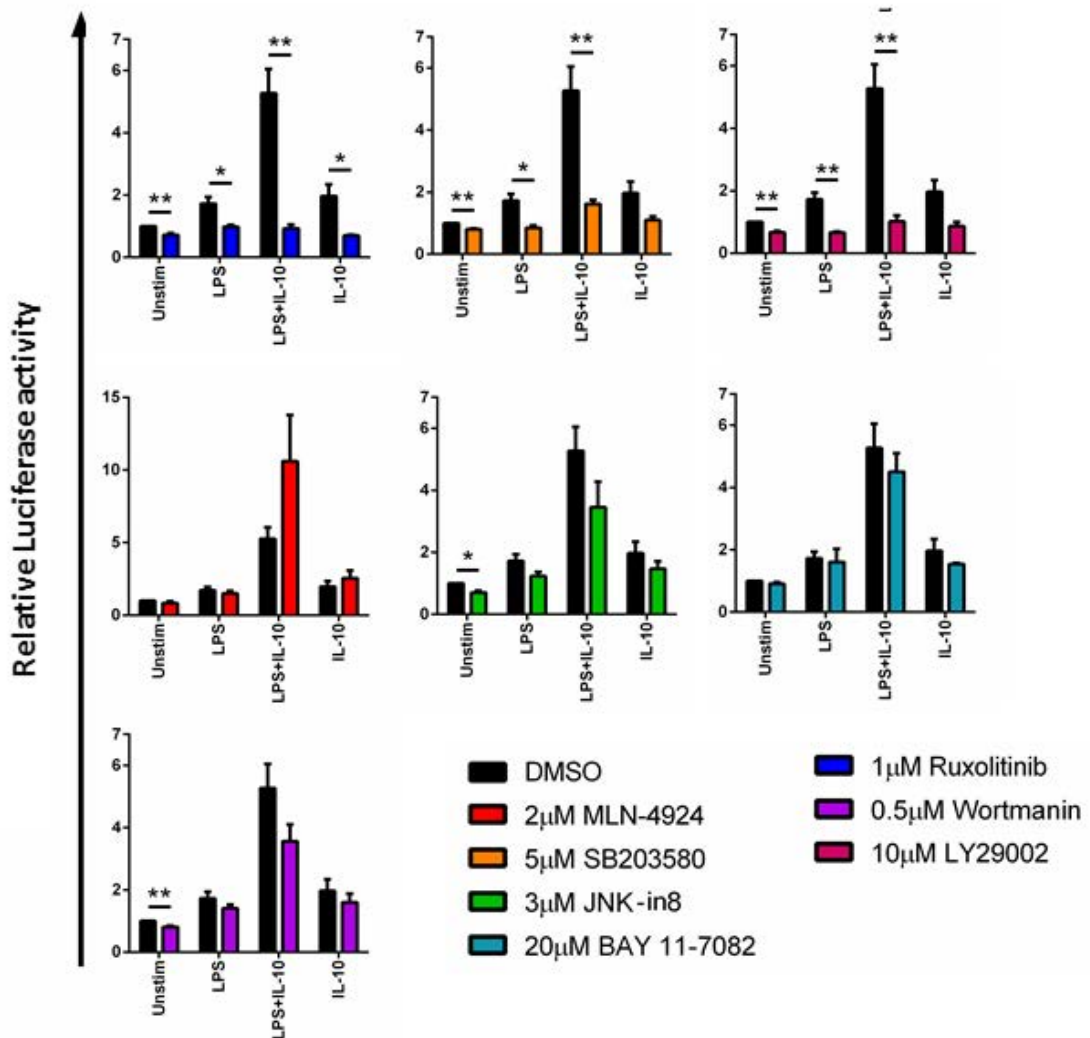 Relative Luciferase activity
7
6
4
2
0
**
*
**
*
Unstim
LPS
LPS+IL-10
IL-10
7
6
4
2
0
**
*
**
Unstim
LPS
LPS+IL-10
IL-10
7
6
4
2
0
**
**
**
Unstim
LPS
LPS+IL-10
IL-10
15
10
5
0
Unstim
LPS
LPS+IL-10
IL-10
7
6
4
2
0
*
Unstim
LPS
LPS+IL-10
IL-10
7
6
4
2
0
Unstim
LPS
LPS+IL-10
IL-10
7
6
4
2
0
**
Unstim
LPS
LPS+IL-10
IL-10
DMSO
2μM MLN-4924
5μM SB203580
3μM JNK-in8
20μM BAY 11-7082
1μM Ruxolitinib
0.5μM Wortmanin
10μM LY29002